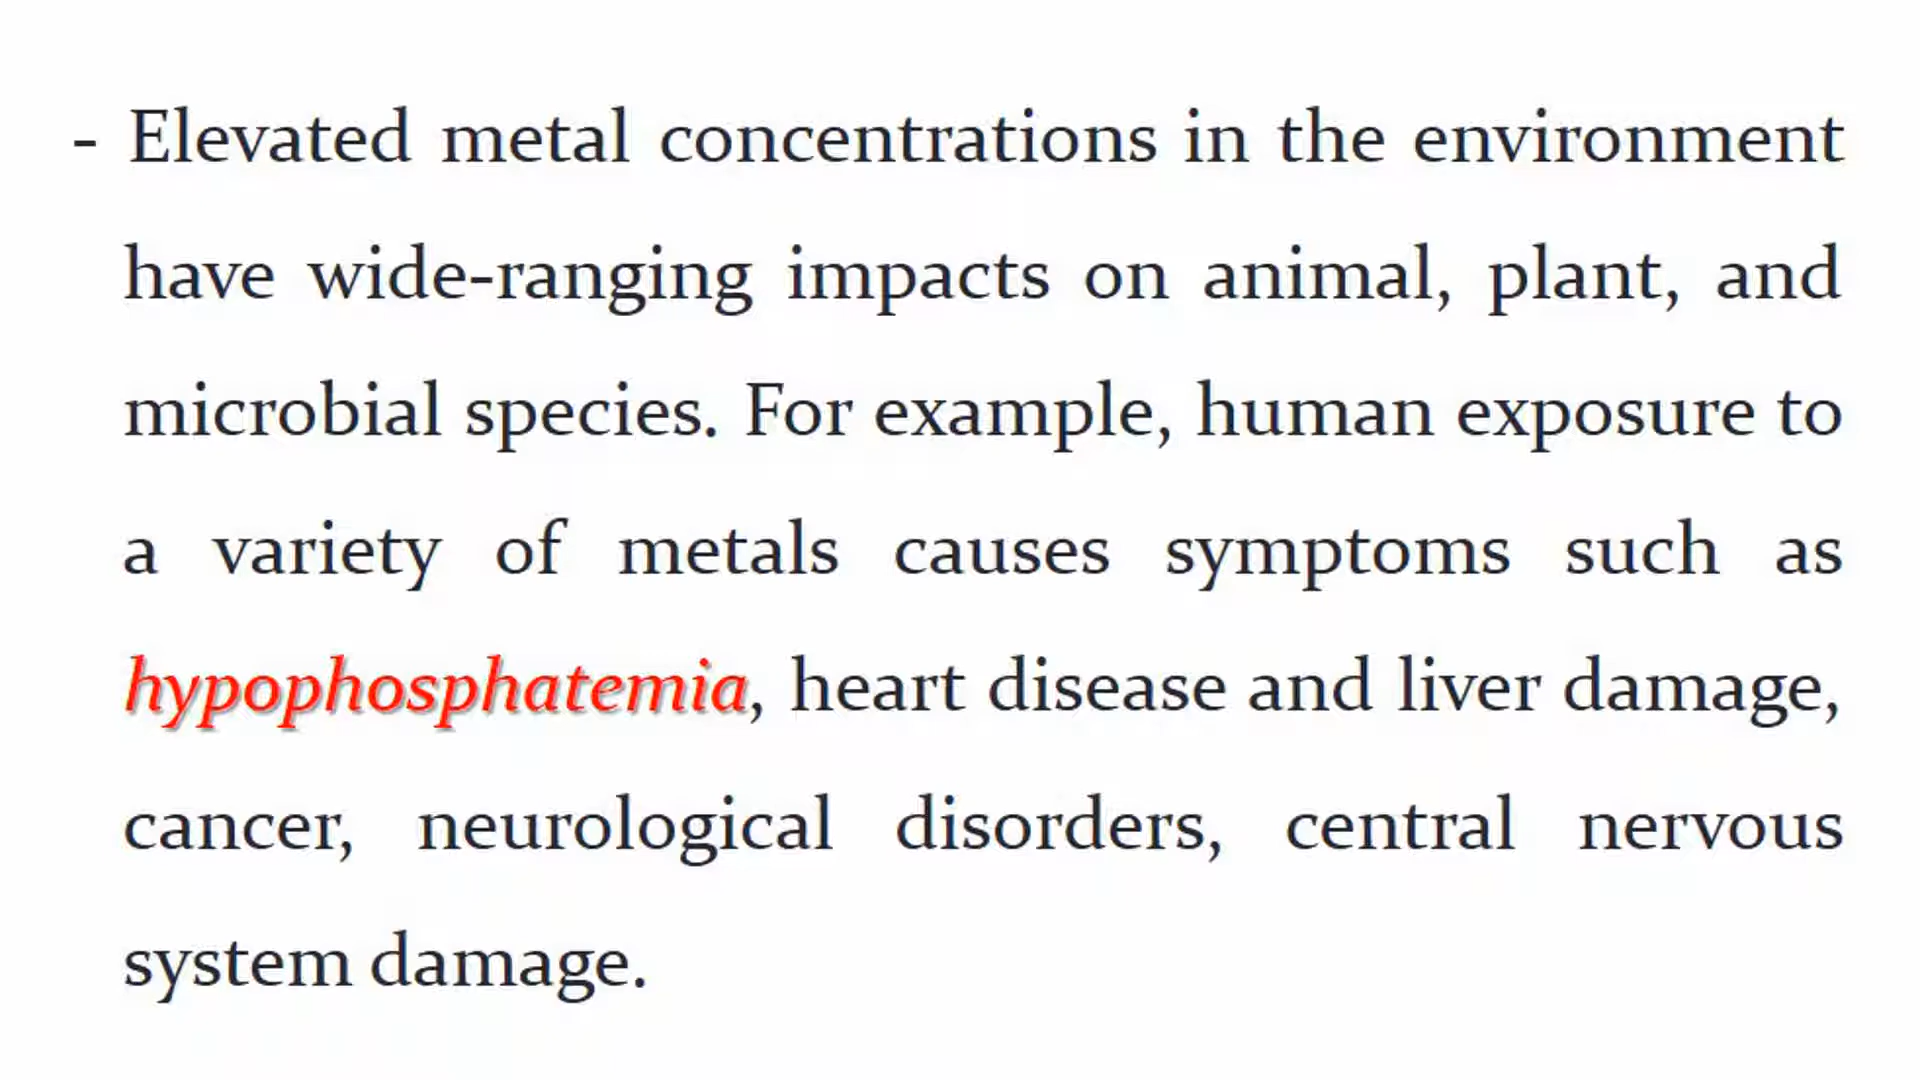 - Elevated metal concentrations in the environment
have wide-ranging impacts on animal, plant, and
microbial species. For example, human exposure to
a variety of metals causes symptoms such as
hypophosphatemia, heart disease and liver damage,
cancer, neurological disorders, central nervous
system damage.